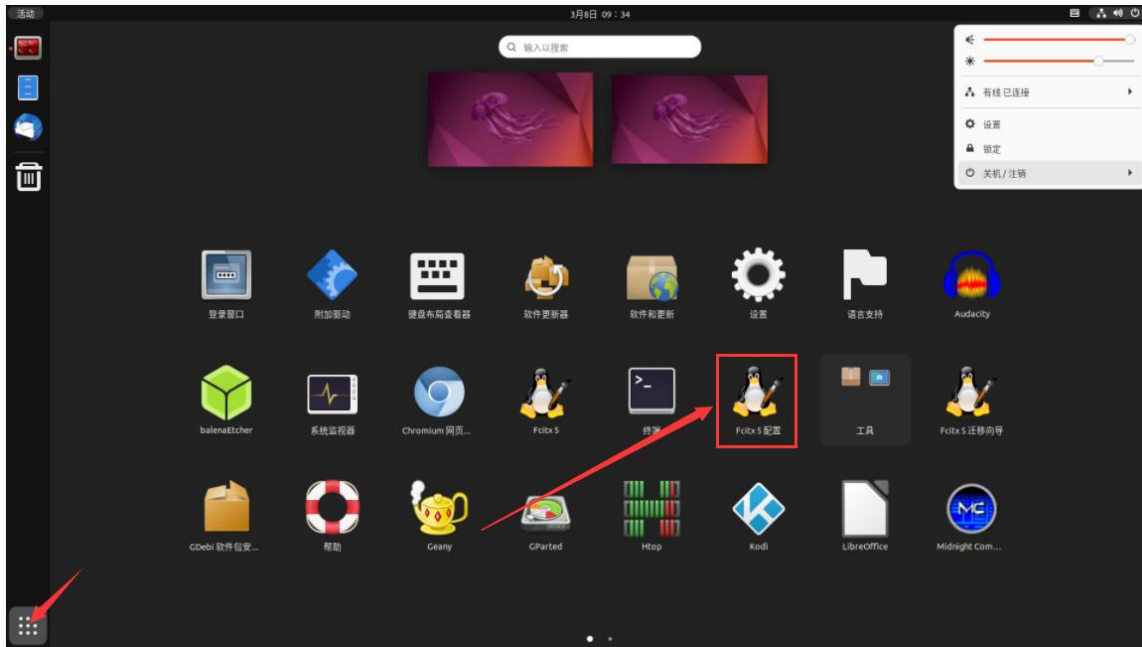 活动
3月8日 09：34
输入以搜索
有线 已连接
设置
锁定
关机/注销
登录窗口
附加驱动
键盘布局查看器
软件更新器
软件和更新
设置
语言支持
Audacity
balenaEtcher
系统监视器
Chromium 网页...
Fcitx 5
终端
Fcitx 5 配置
工具
Fcitx 5 迁移向导
GDebi 软件包安...
帮助
Geany
GParted
Htop
Kodi
LibreOffice
Midnight Com...